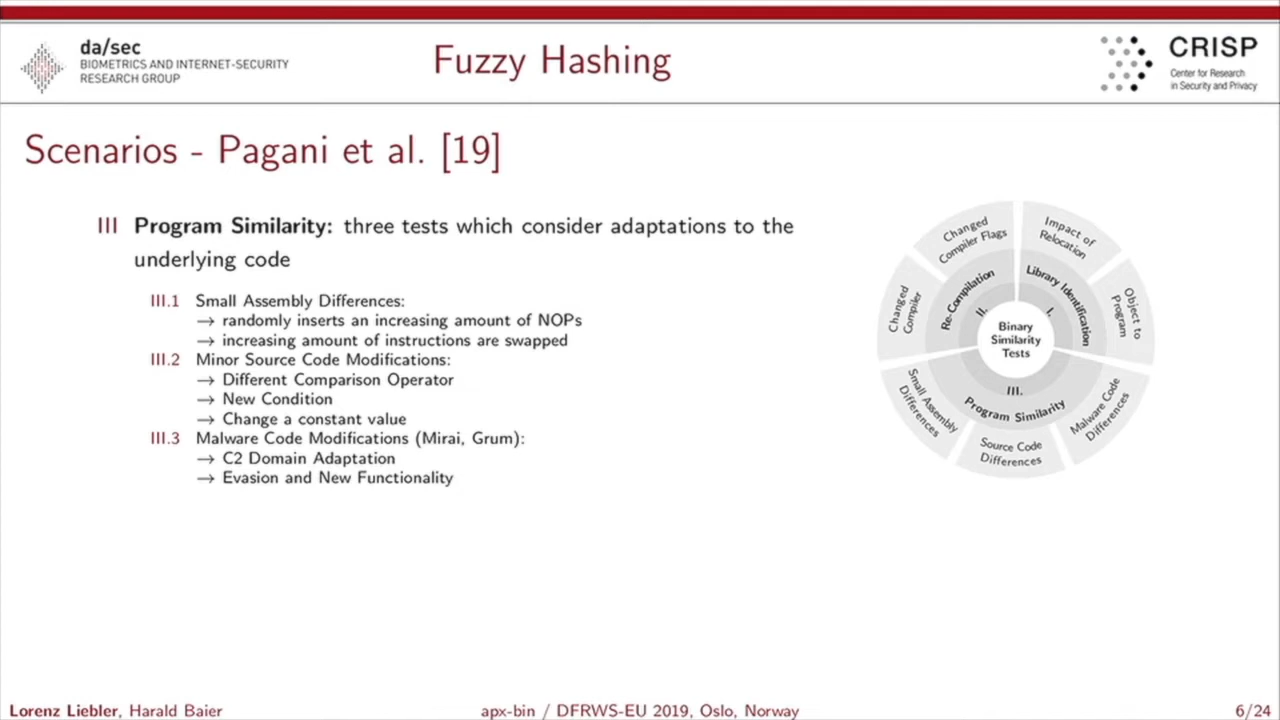 da/sec
BIOMETRICS AND INTERNET-SECURITY
RESEARCH GROUP
Fuzzy Hashing
CRISP
Center for Research
in Security and Privacy
Scenarios - Pagani et al. [19]
III Program Similarity: three tests which consider adaptations to the
underlying code
III.1 Small Assembly Differences:
→ randomly inserts an increasing amount of NOPs
→ increasing amount of instructions are swapped
III.2 Minor Source Code Modifications:
→ Different Comparison Operator
→ New Condition
→ Change a constant value
III.3 Malware Code Modifications (Mirai, Grum):
→ C2 Domain Adaptation
→ Evasion and New Functionality
Binary
Similarity
Tests
I.
Library Identification
Impact of
Relocation
Object to
Program
II.
Re-Compilation
Changed
Compiler
Changed
Compiler Flags
III.
Program Similarity
Small Assembly
Differences
Source Code
Differences
Malware Code
Differences
Lorenz Liebler, Harald Baier
apx-bin / DFRWS-EU 2019, Oslo, Norway
6/24